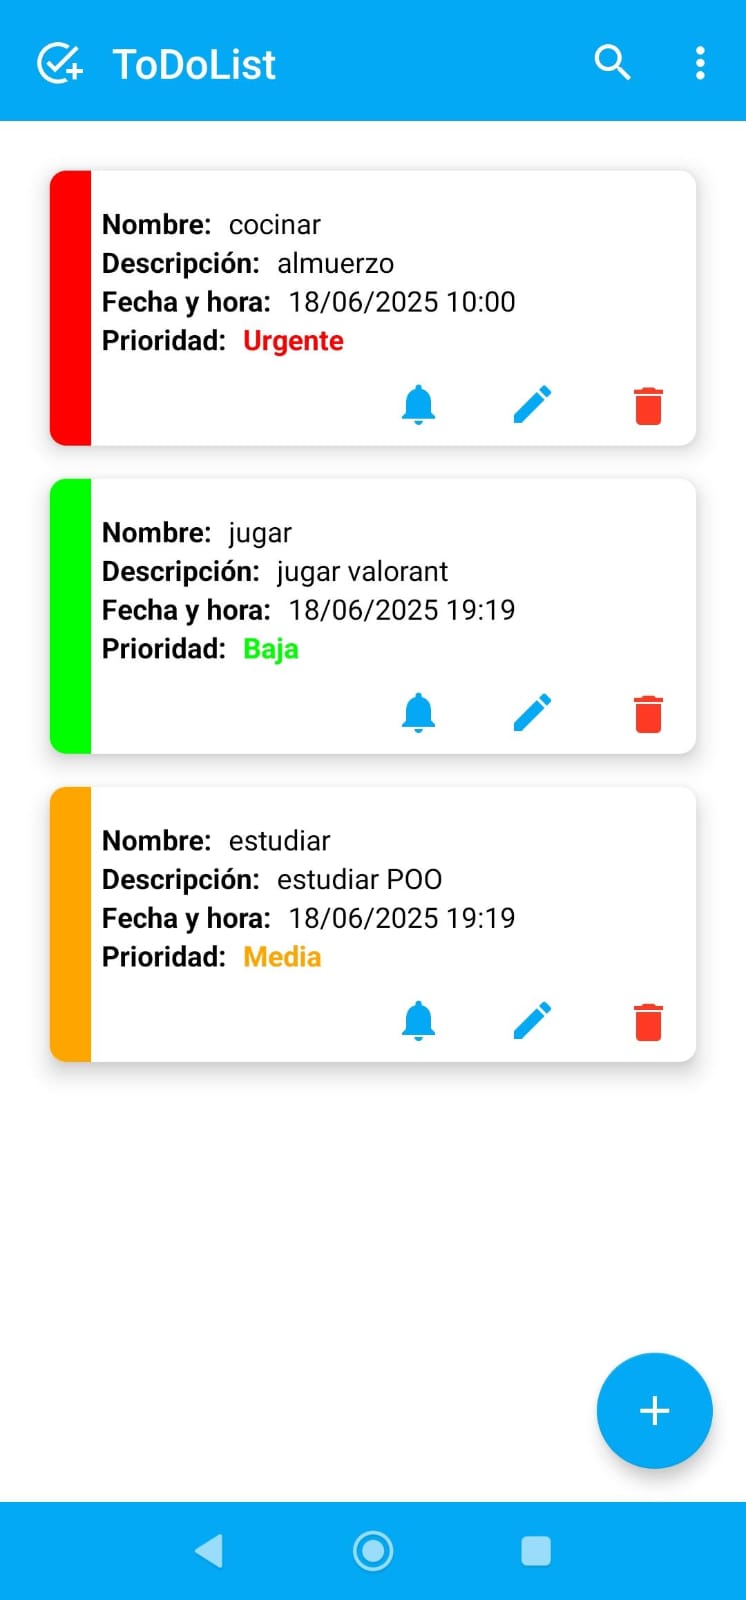 ToDoList
Nombre: cocinar
Descripción: almuerzo
Fecha y hora: 18/06/2025 10:00
Prioridad: Urgente
Nombre: jugar
Descripción: jugar valorant
Fecha y hora: 18/06/2025 19:19
Prioridad: Baja
Nombre: estudiar
Descripción: estudiar POO
Fecha y hora: 18/06/2025 19:19
Prioridad: Media